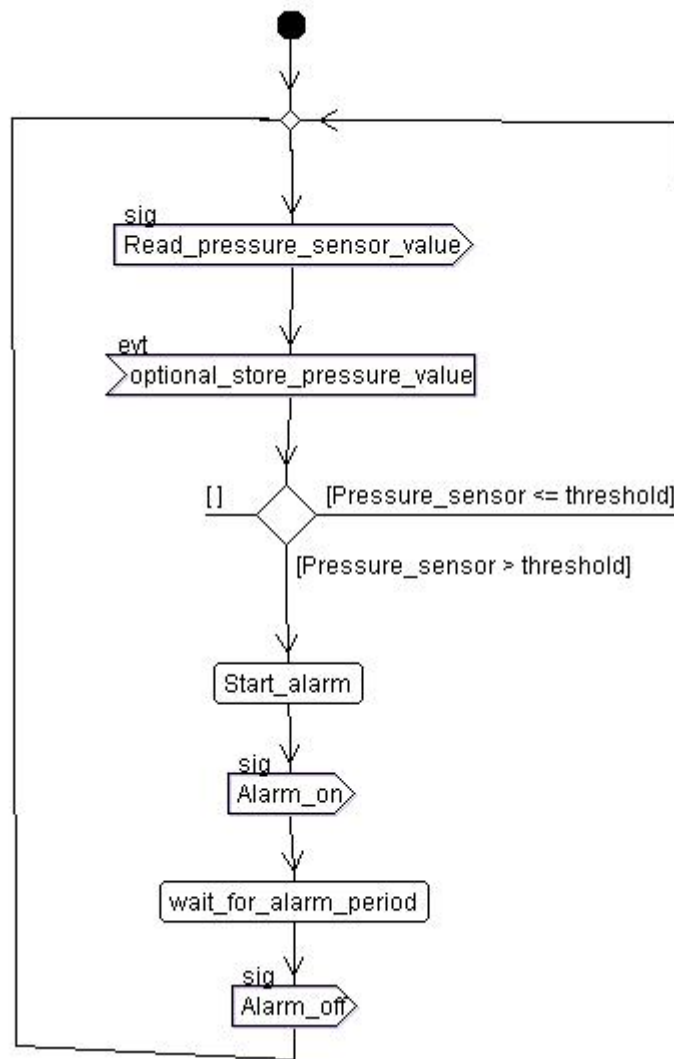 sig
Read_pressure_sensor_value
evt
optional_store_pressure_value
[ ]
[Pressure_sensor <= threshold]
[Pressure_sensor > threshold]
Start_alarm
sig
Alarm_on
wait_for_alarm_period
sig
Alarm_off